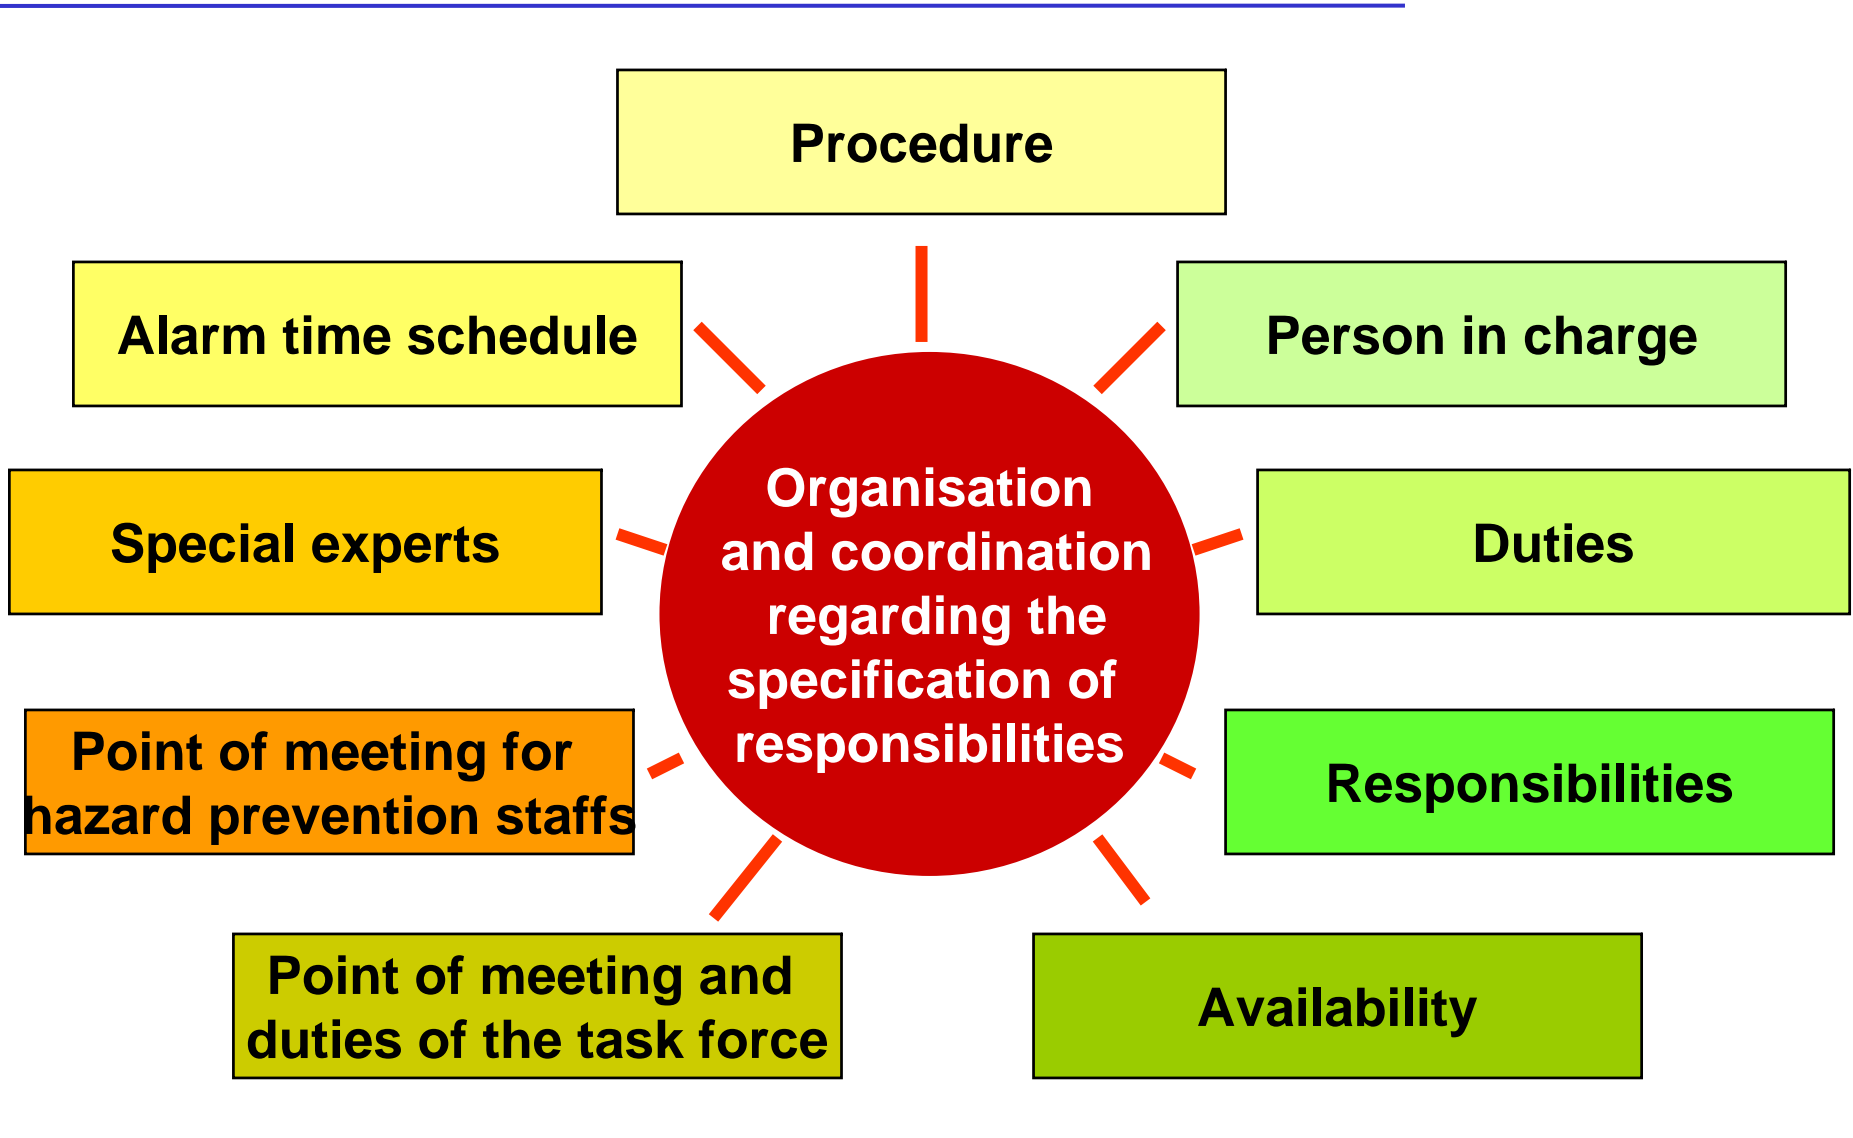 Procedure
Alarm time schedule
Person in charge
Special experts
Organisation
and coordination
regarding the
specification of
responsibilities
Duties
Point of meeting for
hazard prevention staffs
Responsibilities
Point of meeting and
duties of the task force
Availability